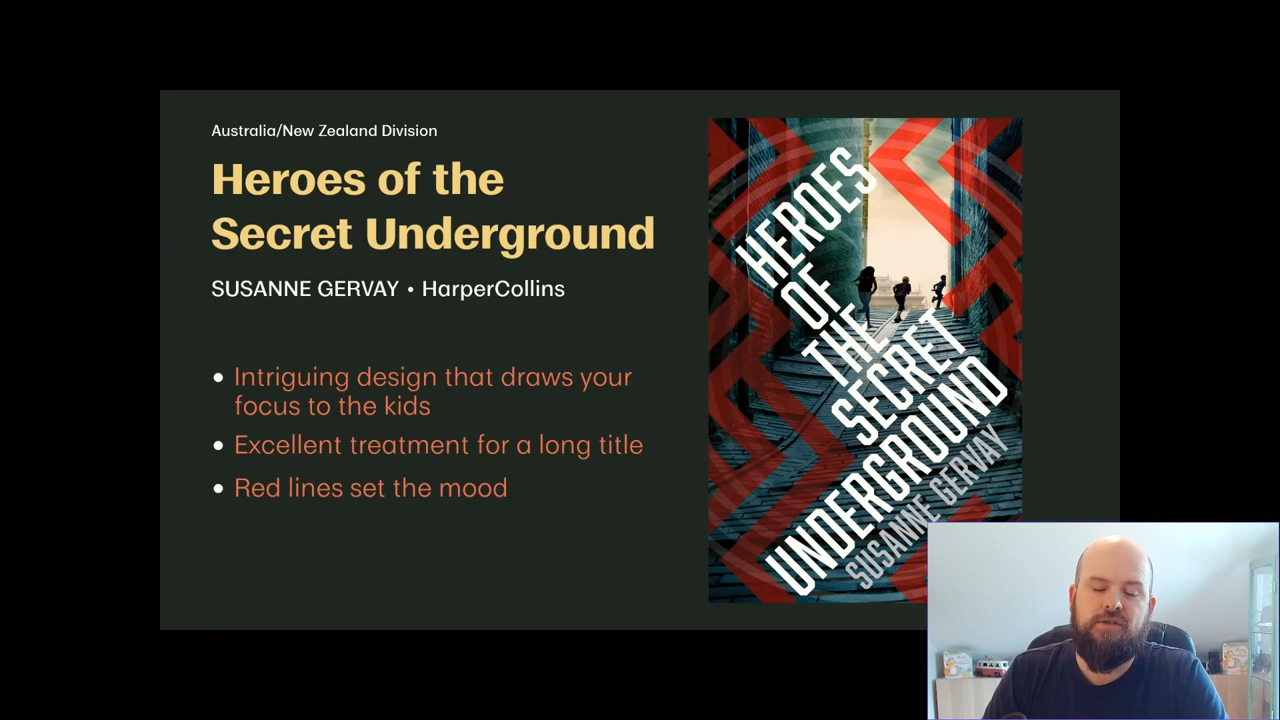 Australia/New Zealand Division
Heroes of the
Secret Underground
SUSANNE GERVAY • HarperCollins
• Intriguing design that draws your
focus to the kids
• Excellent treatment for a long title
• Red lines set the mood
HEROES
OF
THE
SECRET
UNDERGROUND
SUSANNE GERVAY